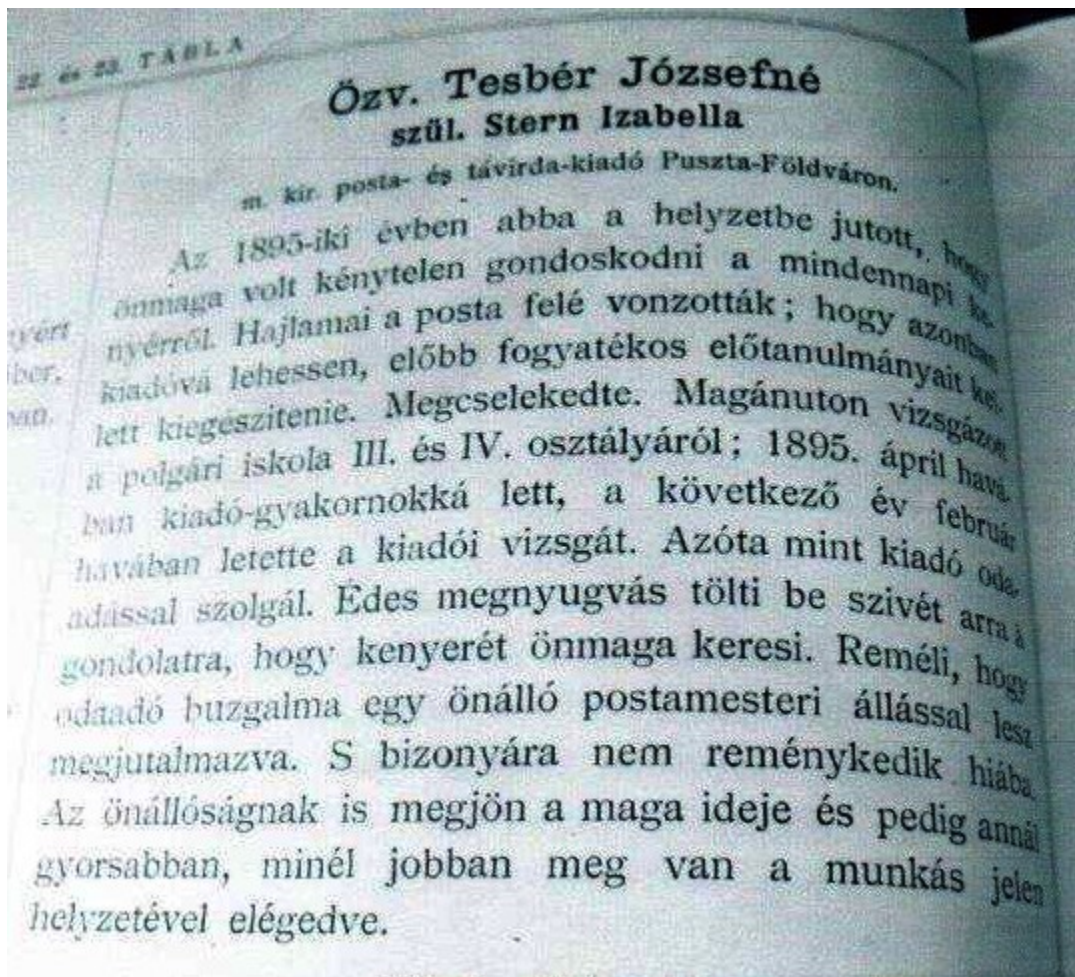 22 és 23. TÁBLA
Özv. Tesbér Józsefné
szül. Stern Izabella
m. kir. posta- és távirda-kiadó Puszta-Földváron.
Az 1895-iki évben abba a helyzetbe jutott, hogy
önmaga volt kénytelen gondoskodni a mindennapi ke-
nyérről. Hajlamai a posta felé vonzották; hogy azonban
kiadóvá lehessen, előbb fogyatékos előtanulmányait kel-
lett kiegészitenie. Megcselekedte. Magánuton vizsgázott
a polgári iskola III. és IV. osztályáról; 1895. április havá-
ban kiadó-gyakornokká lett, a következő év február
havában letette a kiadói vizsgát. Azóta mint kiadó oda-
adással szolgál. Édes megnyugvás tölti be szivét arra a
gondolatra, hogy kenyerét önmaga keresi. Reméli, hogy
odaadó buzgalma egy önálló postamesteri állással lesz
megjutalmazva. S bizonyára nem reménykedik hiába.
Az önállóságnak is megjön a maga ideje és pedig annál
gyorsabban, minél jobban meg van a munkás jelen
helyzetével elégedve.